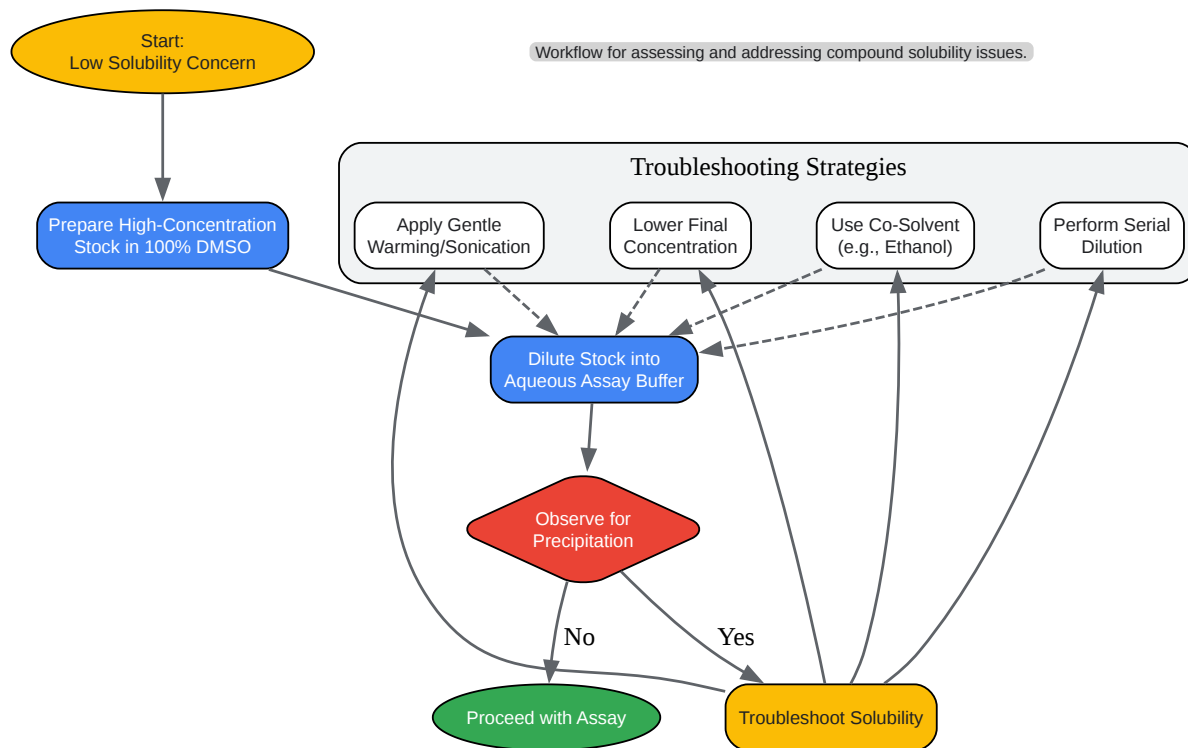 Start:
Low Solubility Concern
Workflow for assessing and addressing compound solubility issues.
Troubleshooting Strategies
Prepare High-Concentration
Stock in 100% DMSO
Apply Gentle
Warming/Sonication
Lower Final
Concentration
Use Co-Solvent
(e.g., Ethanol)
Perform Serial
Dilution
Dilute Stock into
Aqueous Assay Buffer
Observe for
Precipitation
No
Yes
Proceed with Assay
Troubleshoot Solubility